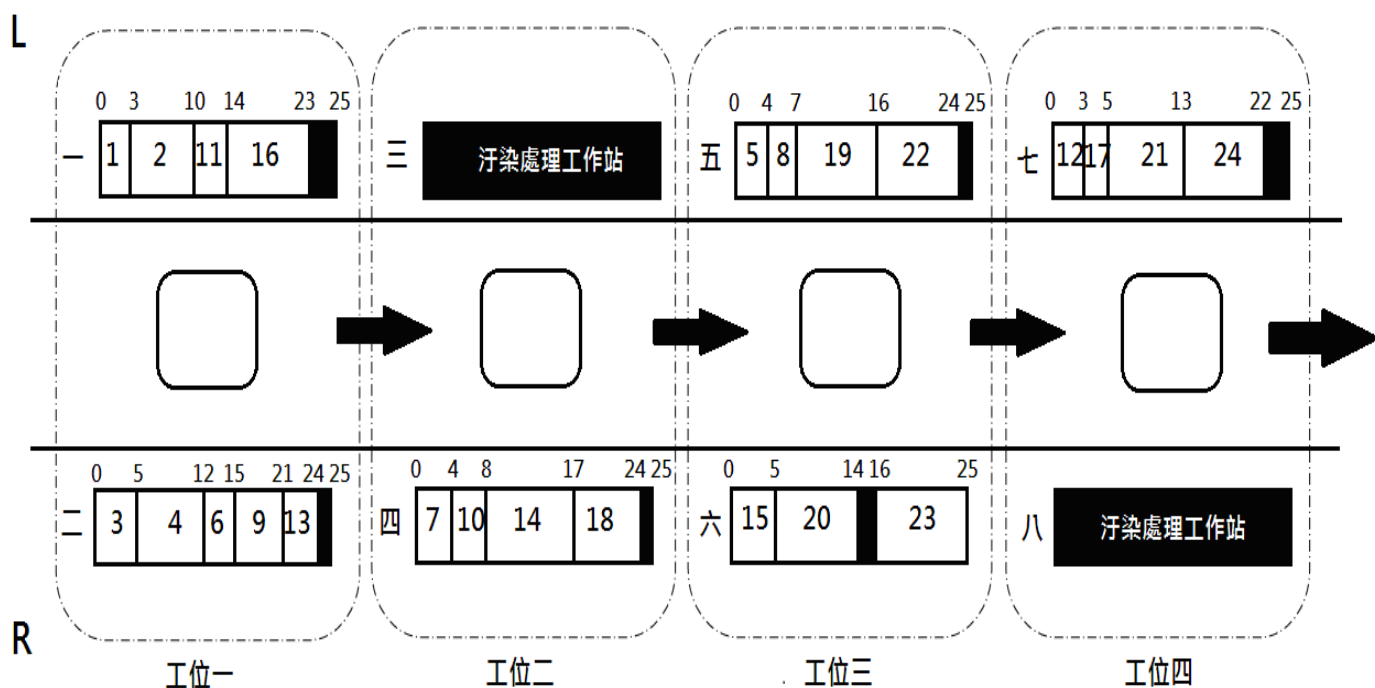 L
0 3 10 14 23 25
一 1 2 11 16
三 汙染處理工作站
0 4 7 16 24 25
五 5 8 19 22
0 3 5 13 22 25
七 12 17 21 24
0 5 12 15 21 24 25
二 3 4 6 9 13
0 4 8 17 24 25
四 7 10 14 18
0 5 14 16 25
六 15 20 23
八 汙染處理工作站
R
工位一 工位二 工位三 工位四